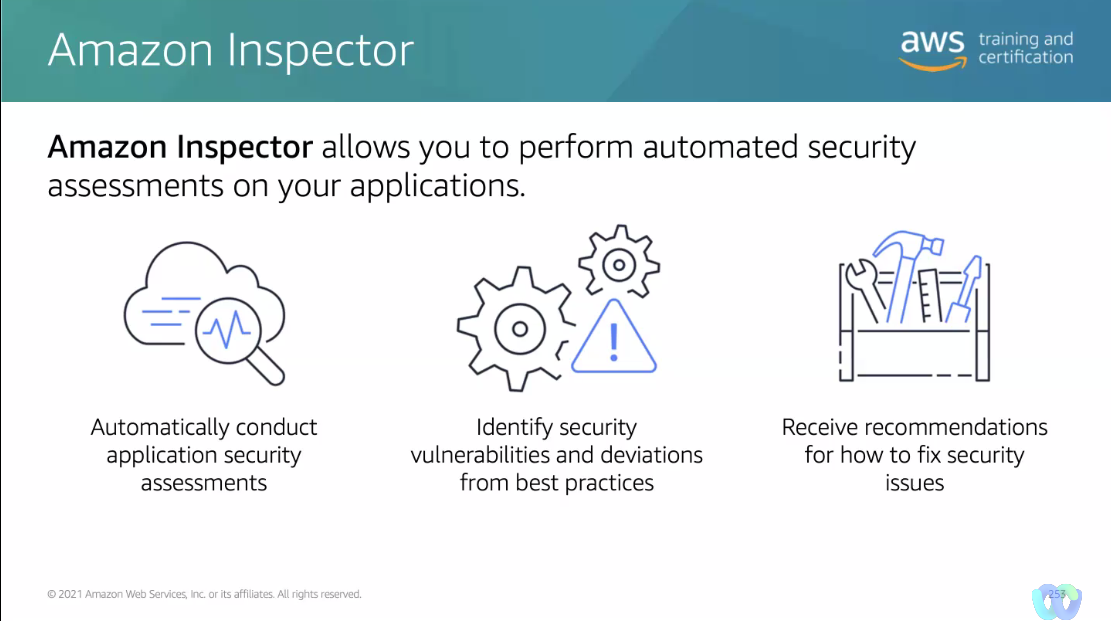 Amazon Inspector
aws training and
certification
Amazon Inspector allows you to perform automated security
assessments on your applications.
Automatically conduct
application security
assessments
Identify security
vulnerabilities and deviations
from best practices
Receive recommendations
for how to fix security
issues
© 2021 Amazon Web Services, Inc. or its affiliates. All rights reserved.
253